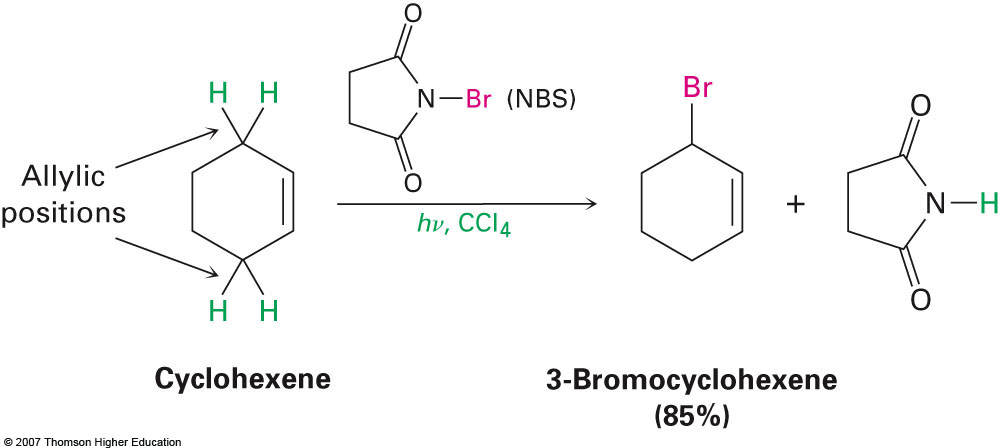 O
N
Br (NBS)
O
H H
Allylic
positions
H H
hν, CCl₄
Br
+
O
N
H
O
Cyclohexene
3-Bromocyclohexene
(85%)
© 2007 Thomson Higher Education